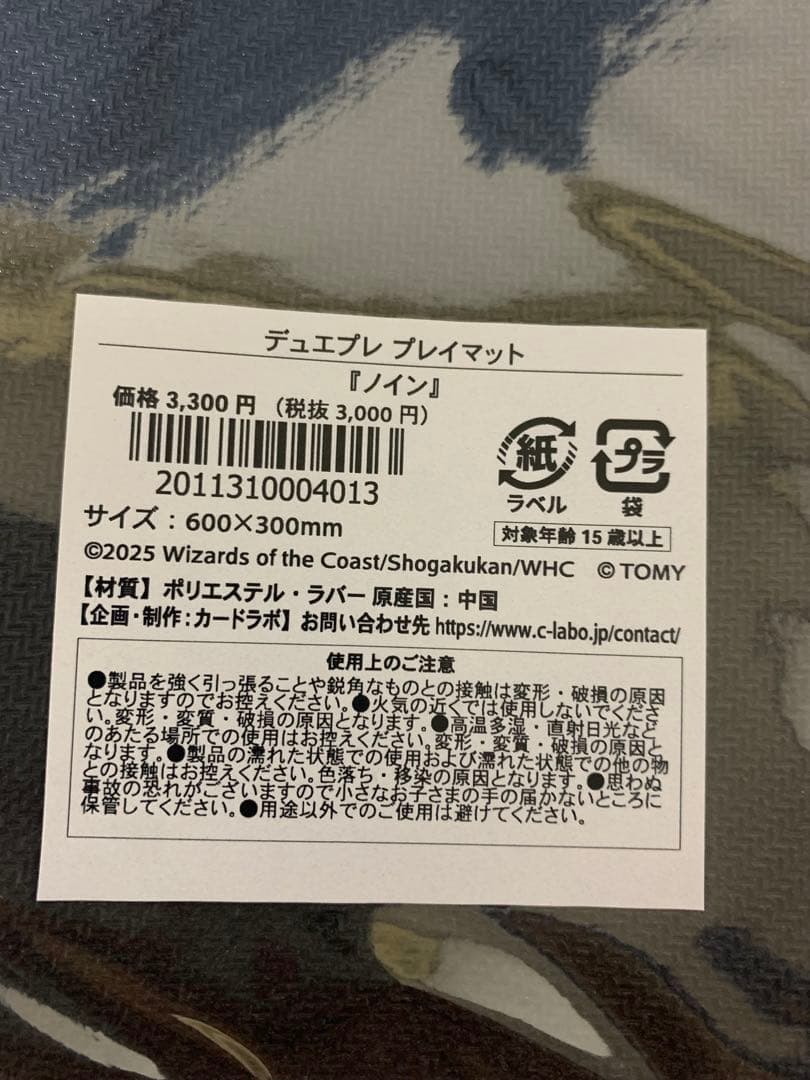 デュエプレ プレイマット
『ノイン』
価格 3,300 円 (税抜 3,000 円)
2011310004013
紙
ラベル
プラ
袋
サイズ : 600×300mm
対象年齢 15 歳以上
©2025 Wizards of the Coast/Shogakukan/WHC © TOMY
【材質】ポリエステル・ラバー 原産国 : 中国
【企画・制作 : カードラボ】お問い合わせ先 https://www.c-labo.jp/contact/
使用上のご注意
●製品を強く引っ張ることや鋭角なものとの接触は変形・破損の原因
となりますのでお控えください。●火気の近くでは使用しないでくださ
い。変形・変質・破損の原因となります。●高温多湿・直射日光など
のあたる場所での使用はお控えください。変形・変質・破損の原因と
なります。●製品の濡れた状態での使用および濡れた状態での他の物
との接触はお控えください。色落ち・移染の原因となります。●思わぬ
事故の恐れがございますので小さなお子さまの手の届かないところに
保管してください。●用途以外でのご使用は避けてください。